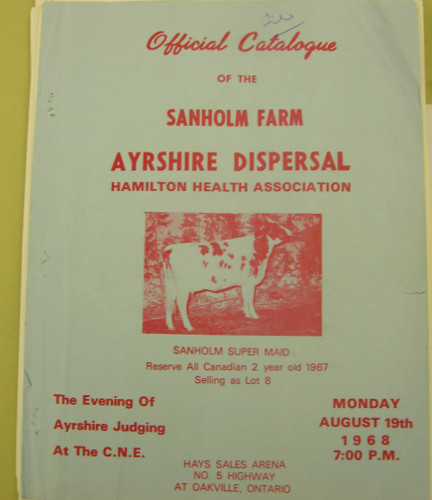 Official Catalogue
OF THE
SANHOLM FARM
AYRSHIRE DISPERSAL
HAMILTON HEALTH ASSOCIATION
SANHOLM SUPER MAID
Reserve All Canadian 2 year old 1967
Selling as Lot 8
The Evening Of
Ayrshire Judging
At The C.N.E.
MONDAY
AUGUST 19th
1968
7:00 P.M.
HAYS SALES ARENA
NO. 5 HIGHWAY
AT OAKVILLE, ONTARIO